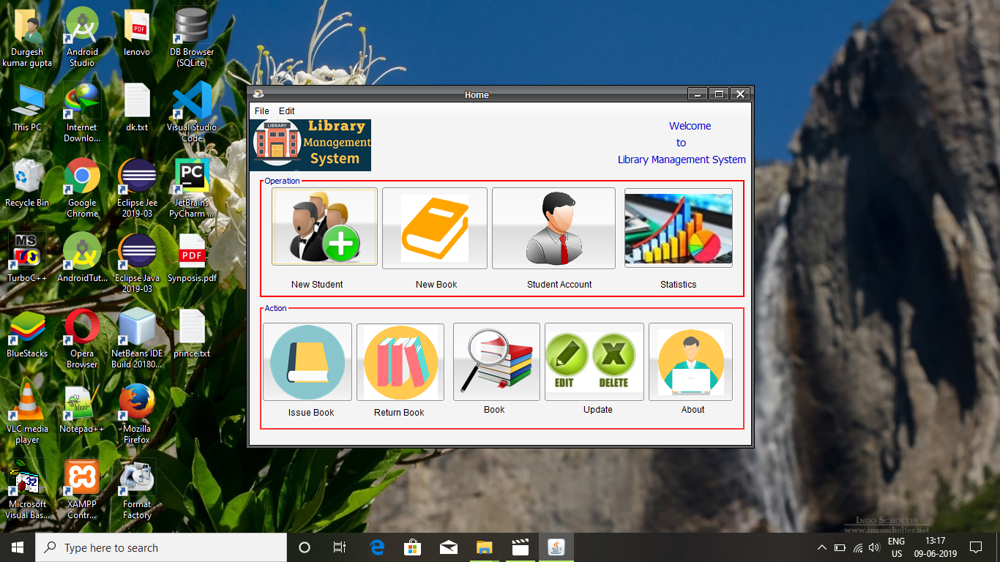 Durgesh
kumar gupta
Android
Studio
lenovo
DB Browser
(SQLite)
This PC
Internet
Downlo...
dk.txt
Visual Studio
Code
Recycle Bin
Google
Chrome
Eclipse Jee
2019-03
PC
JetBrains
PyCharm ...
MS
TurboC++
AndroidTut...
Eclipse Java
2019-03
PDF
Synposis.pdf
BlueStacks
Opera
Browser
NetBeans IDE
Build 20180...
prince.txt
VLC media
player
Notepad++
Mozilla
Firefox
32
Microsoft
Visual Bas...
XAMPP
Contr...
Format
Factory
PDF
Home
File Edit
LIBRARY
Library
Management
System
Welcome
to
Library Management System
Operation
New Student
New Book
Student Account
Statistics
Action
EDIT
DELETE
Issue Book
Return Book
Book
Update
About
Ingo Scholtes
www.ingoscholtes.net
Type here to search
ENG
US
13:17
09-06-2019